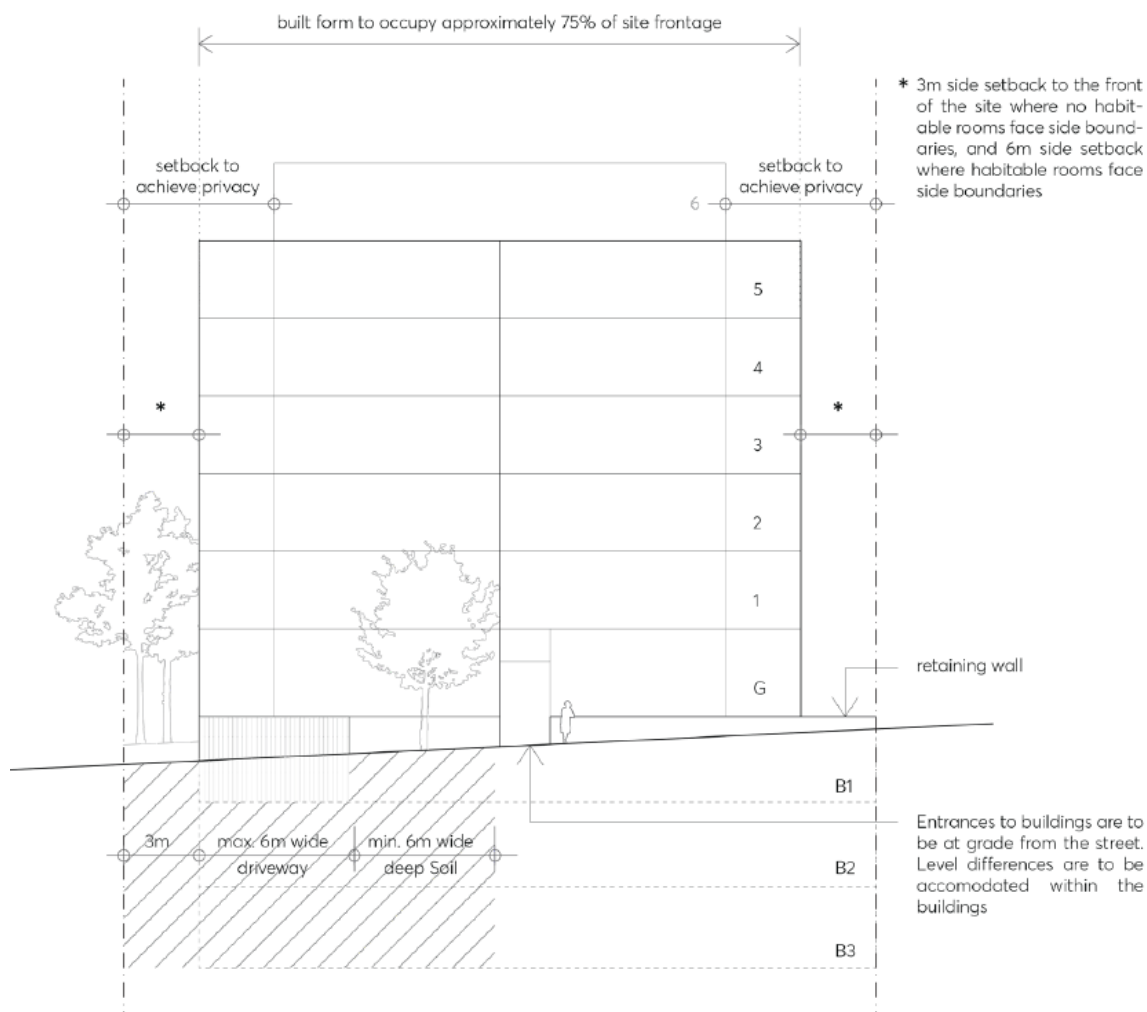 built form to occupy approximately 75% of site frontage
* 3m side setback to the front
of the site where no habit-
able rooms face side bound-
aries, and 6m side setback
where habitable rooms face
side boundaries
setback to
achieve privacy
setback to
achieve privacy
6
5
4
*
*
3
2
1
retaining wall
G
B1
Entrances to buildings are to
be at grade from the street.
Level differences are to be
accomodated within the
buildings
3m
max. 6m wide
driveway
min. 6m wide
deep Soil
B2
B3